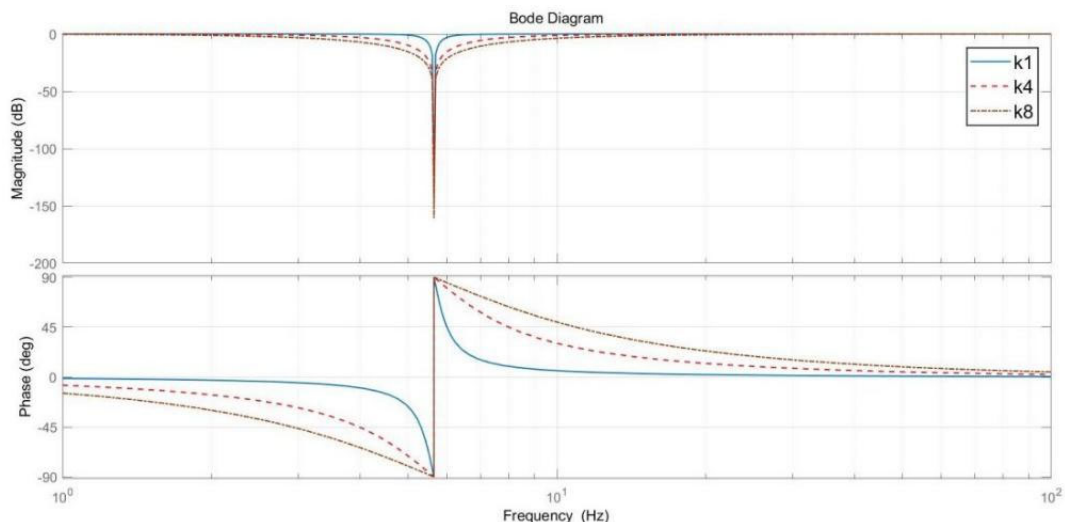 Bode Diagram
0
-50
-100
-150
-200
Magnitude (dB)
k1
k4
k8
90
45
0
-45
-90
Phase (deg)
10^0
10^1
10^2
Frequency (Hz)